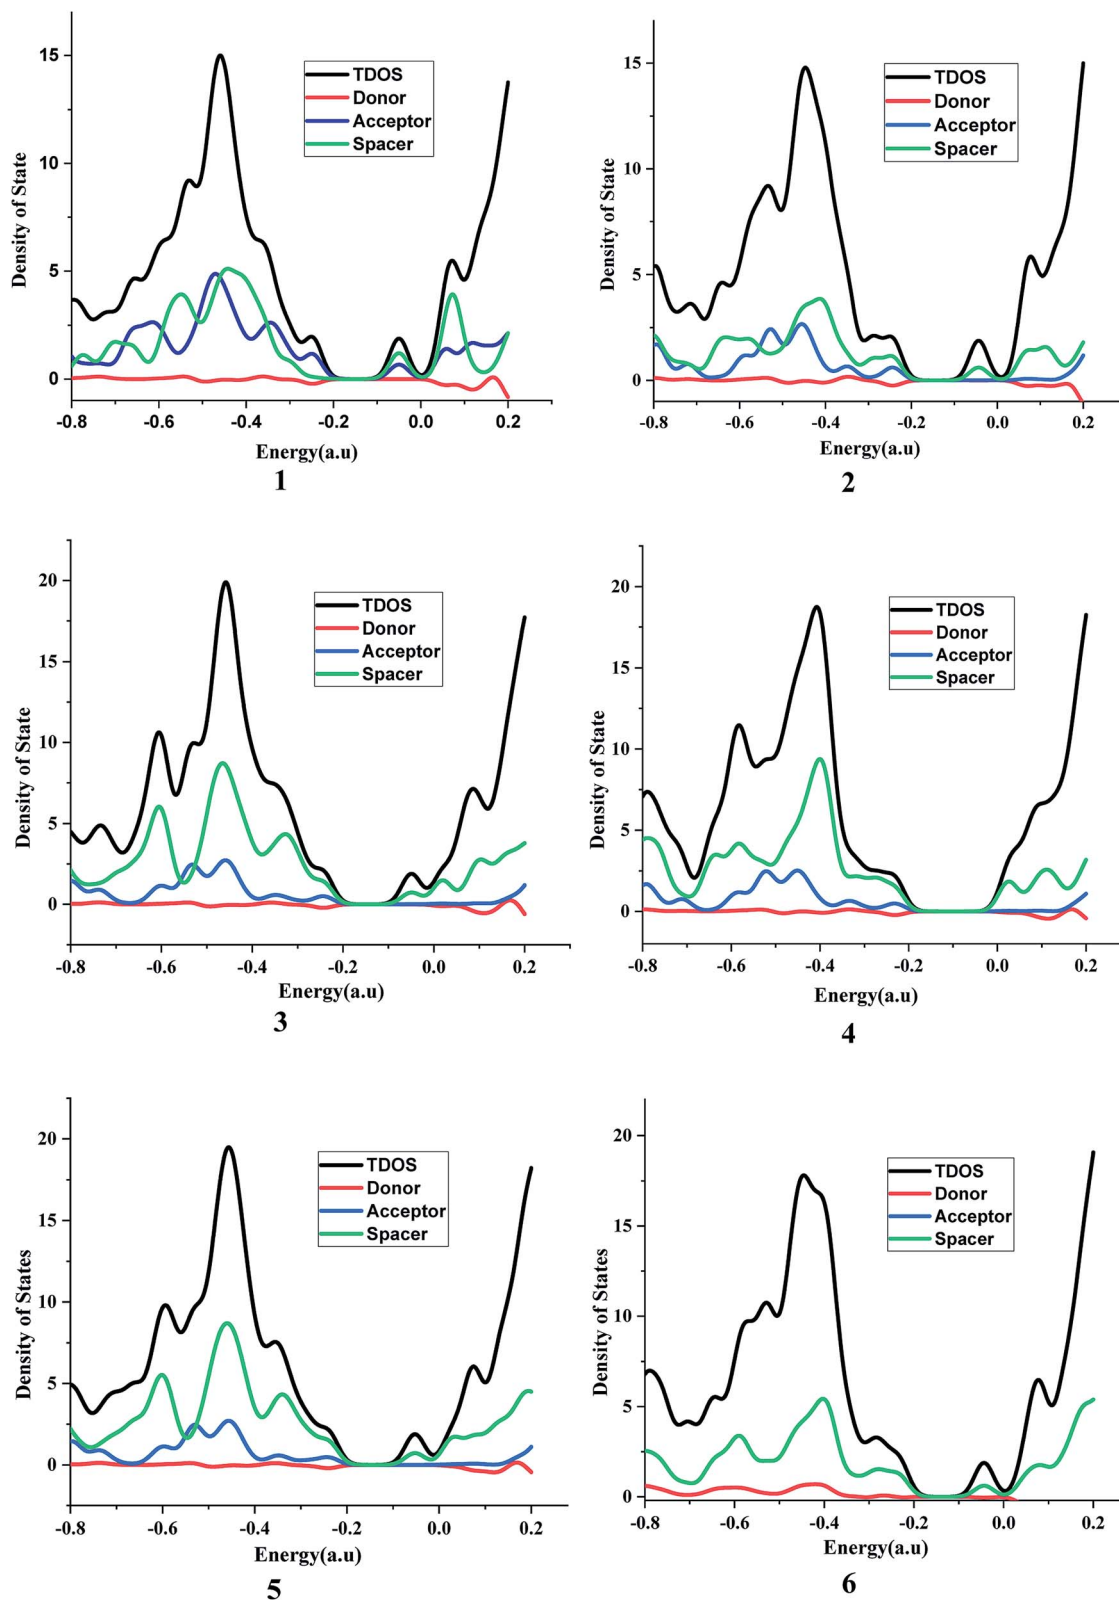 15
10
5
0
Density of State
TDOS
Donor
Acceptor
Spacer
-0.8 -0.6 -0.4 -0.2 0.0 0.2
Energy(a.u)
1
15
10
5
0
Density of State
TDOS
Donor
Acceptor
Spacer
-0.8 -0.6 -0.4 -0.2 0.0 0.2
Energy(a.u)
2
20
15
10
5
0
Density of State
TDOS
Donor
Acceptor
Spacer
-0.8 -0.6 -0.4 -0.2 0.0 0.2
Energy(a.u)
3
20
15
10
5
0
Density of State
TDOS
Donor
Acceptor
Spacer
-0.8 -0.6 -0.4 -0.2 0.0 0.2
Energy(a.u)
4
20
15
10
5
0
Density of States
TDOS
Donor
Acceptor
Spacer
-0.8 -0.6 -0.4 -0.2 0.0 0.2
Energy(a.u)
5
20
15
10
5
0
Density of States
TDOS
Donor
Acceptor
Spacer
-0.8 -0.6 -0.4 -0.2 0.0 0.2
Energy(a.u)
6